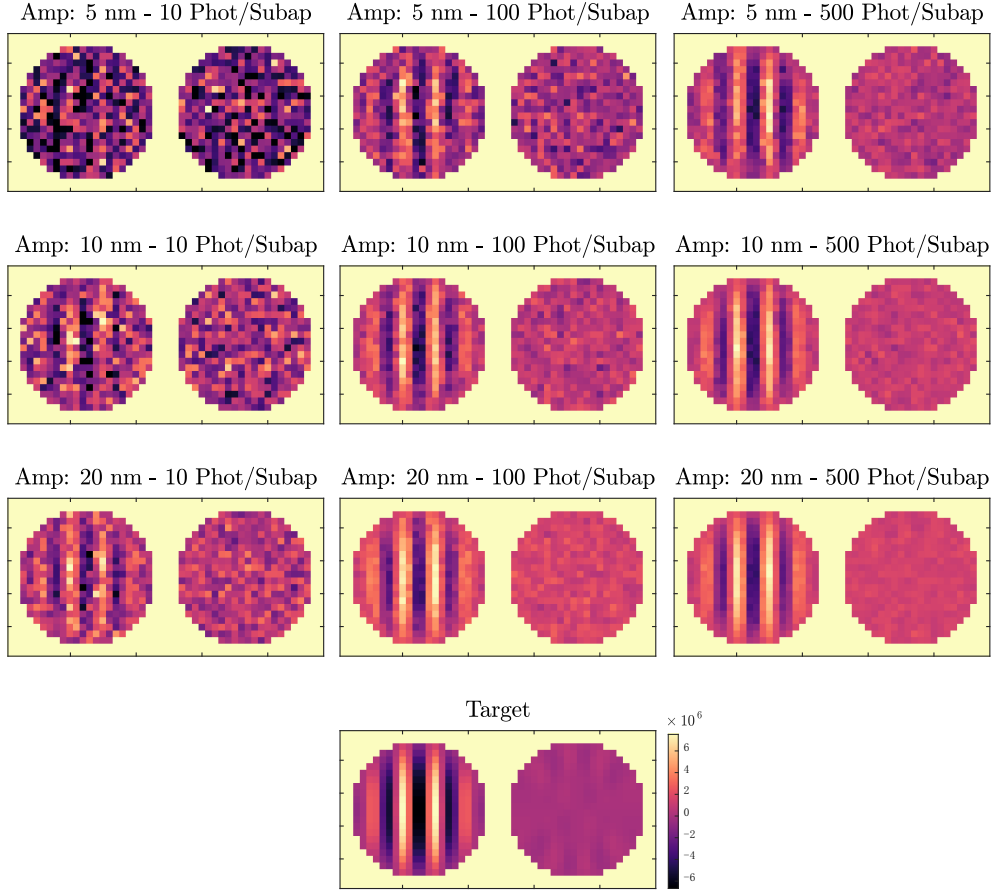 Amp: 5 nm - 10 Phot/Subap
Amp: 5 nm - 100 Phot/Subap
Amp: 5 nm - 500 Phot/Subap
Amp: 10 nm - 10 Phot/Subap
Amp: 10 nm - 100 Phot/Subap
Amp: 10 nm - 500 Phot/Subap
Amp: 20 nm - 10 Phot/Subap
Amp: 20 nm - 100 Phot/Subap
Amp: 20 nm - 500 Phot/Subap
Target
× 10⁶
6
4
2
0
−2
−4
−6